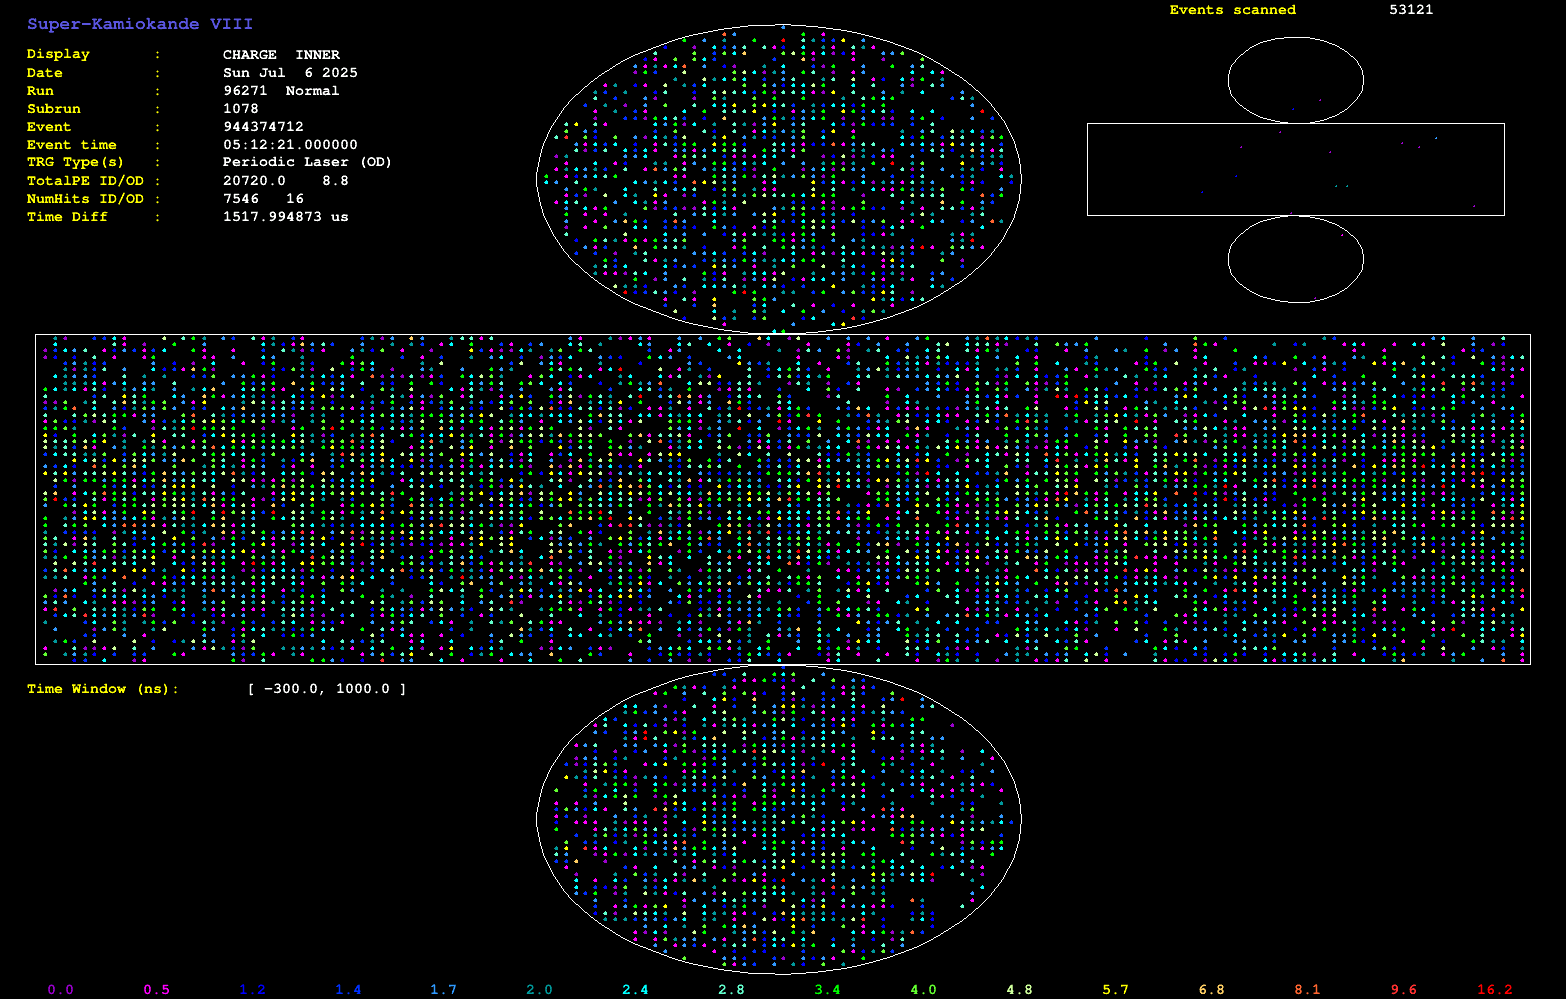 Super-Kamiokande VIII
Events scanned 53121
Display : CHARGE INNER
Date : Sun Jul 6 2025
Run : 96271 Normal
Subrun : 1078
Event : 944374712
Event time : 05:12:21.000000
TRG Type(s) : Periodic Laser (OD)
TotalPE ID/OD : 20720.0 8.8
NumHits ID/OD : 7546 16
Time Diff : 1517.994873 us
Time Window (ns): [ -300.0, 1000.0 ]
0.0 0.5 1.2 1.4 1.7 2.0 2.4 2.8 3.4 4.0 4.8 5.7 6.8 8.1 9.6 16.2